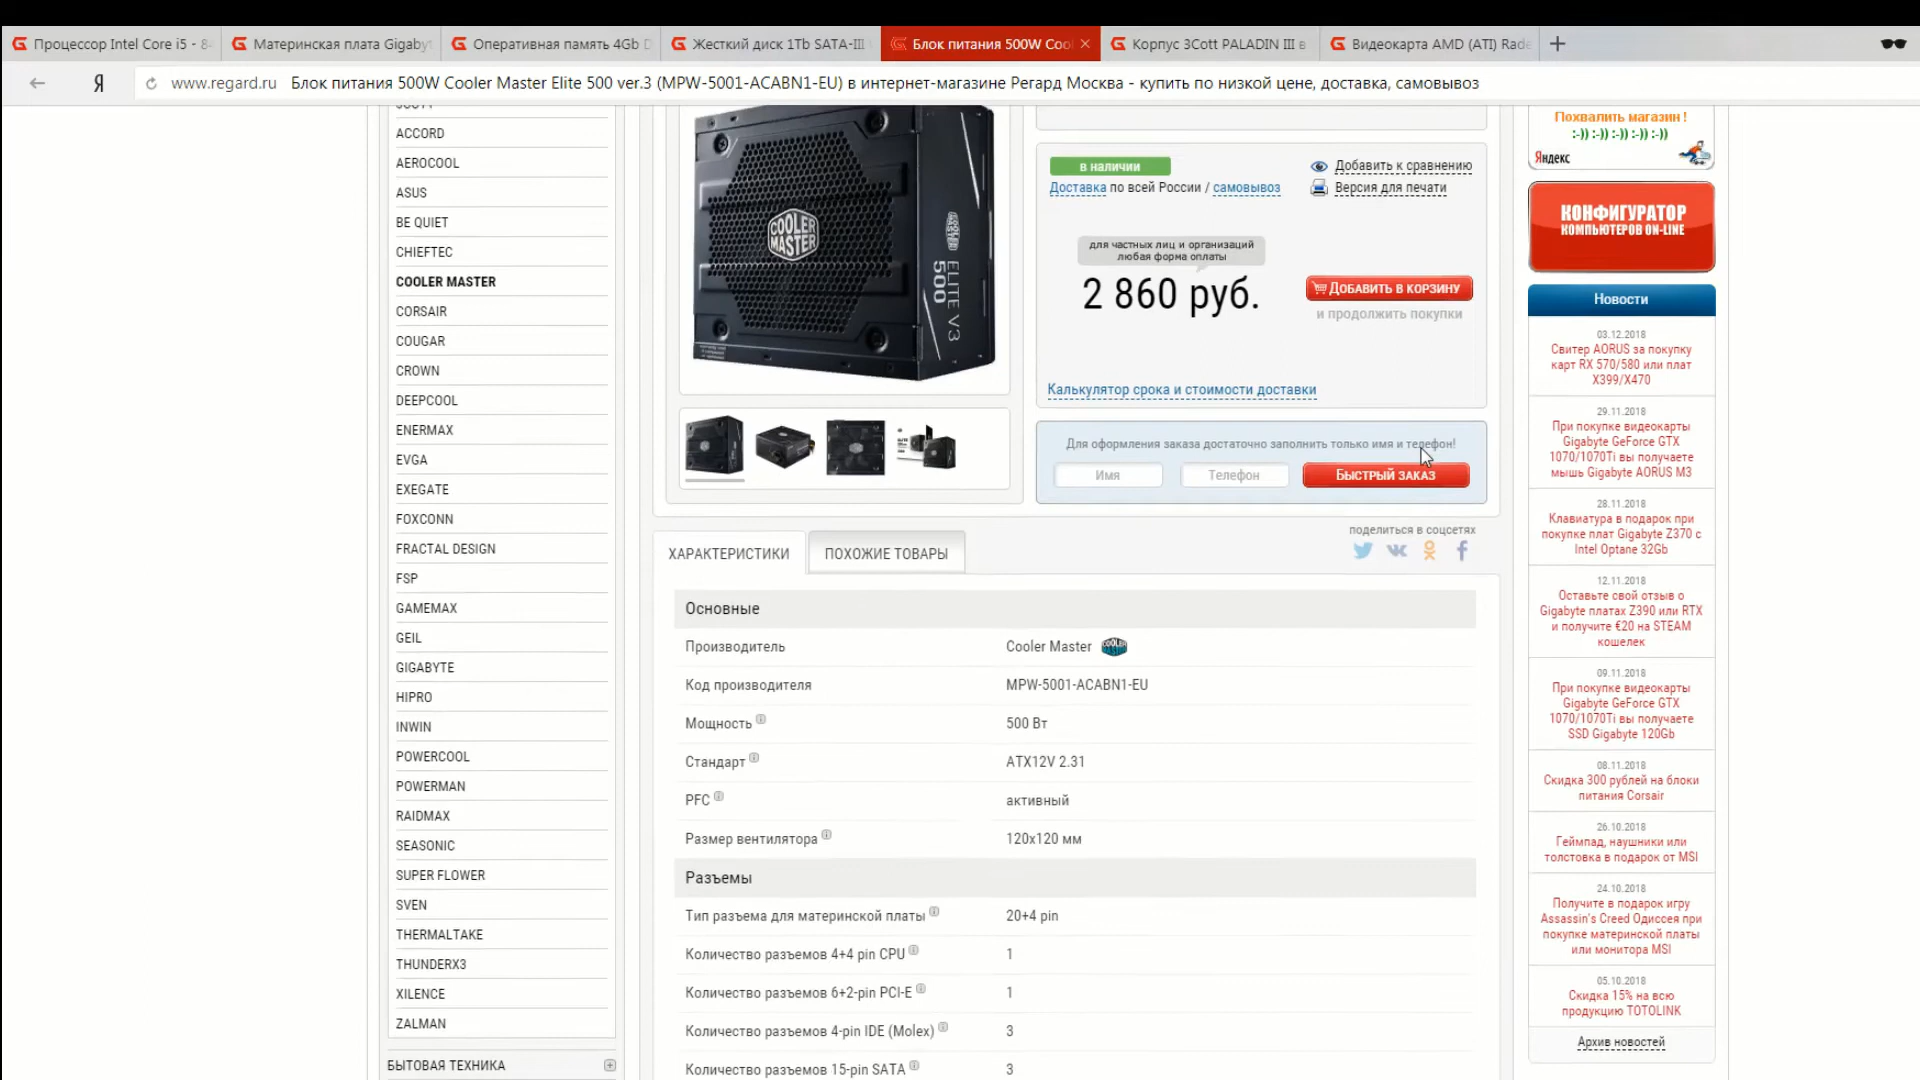 Процессор Intel Core i5 - 84
Материнская плата Gigabyt
Оперативная память 4Gb D
Жесткий диск 1Tb SATA-III
Блок питания 500W Coo
Корпус 3Cott PALADIN III в
Видеокарта AMD (ATI) Rade
Я
www.regard.ru Блок питания 500W Cooler Master Elite 500 ver.3 (MPW-5001-ACABN1-EU) в интернет-магазине Регард Москва - купить по низкой цене, доставка, самовывоз
ACCORD
AEROCOOL
ASUS
BE QUIET
CHIEFTEC
COOLER MASTER
CORSAIR
COUGAR
CROWN
DEEPCOOL
ENERMAX
EVGA
EXEGATE
FOXCONN
FRACTAL DESIGN
FSP
GAMEMAX
GEIL
GIGABYTE
HIPRO
INWIN
POWERCOOL
POWERMAN
RAIDMAX
SEASONIC
SUPER FLOWER
SVEN
THERMALTAKE
THUNDERX3
XILENCE
ZALMAN
БЫТОВАЯ ТЕХНИКА
COOLER
MASTER
ELITE V3
500
в наличии
Доставка по всей России / самовывоз
Добавить к сравнению
Версия для печати
для частных лиц и организаций
любая форма оплаты
2 860 руб.
ДОБАВИТЬ В КОРЗИНУ
и продолжить покупки
Калькулятор срока и стоимости доставки
Для оформления заказа достаточно заполнить только имя и телефон!
Имя
Телефон
БЫСТРЫЙ ЗАКАЗ
поделиться в соцсетях
ХАРАКТЕРИСТИКИ
ПОХОЖИЕ ТОВАРЫ
Основные
Производитель Cooler Master
Код производителя MPW-5001-ACABN1-EU
Мощность 500 Вт
Стандарт ATX12V 2.31
PFC активный
Размер вентилятора 120x120 мм
Разъемы
Тип разъема для материнской платы 20+4 pin
Количество разъемов 4+4 pin CPU 1
Количество разъемов 6+2-pin PCI-E 1
Количество разъемов 4-pin IDE (Molex) 3
Количество разъемов 15-pin SATA 3
Похвалить магазин !
:-)) :-)) :-)) :-)) :-))
Яндекс
КОНФИГУРАТОР
КОМПЬЮТЕРОВ ON-LINE
Новости
03.12.2018
Свитер AORUS за покупку
карт RX 570/580 или плат
X399/X470
29.11.2018
При покупке видеокарты
Gigabyte GeForce GTX
1070/1070Ti вы получаете
мышь Gigabyte AORUS M3
28.11.2018
Клавиатура в подарок при
покупке плат Gigabyte Z370 с
Intel Optane 32Gb
12.11.2018
Оставьте свой отзыв о
Gigabyte платах Z390 или RTX
и получите €20 на STEAM
кошелек
09.11.2018
При покупке видеокарты
Gigabyte GeForce GTX
1070/1070Ti вы получаете
SSD Gigabyte 120Gb
08.11.2018
Скидка 300 рублей на блоки
питания Corsair
26.10.2018
Геймпад, наушники или
толстовка в подарок от MSI
24.10.2018
Получите в подарок игру
Assassin's Creed Одиссея при
покупке материнской платы
или монитора MSI
05.10.2018
Скидка 15% на всю
продукцию TOTOLINK
Архив новостей